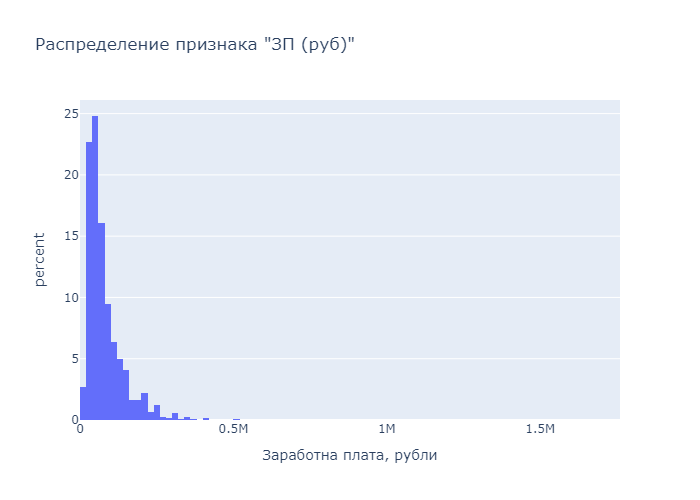 Распределение признака "ЗП (руб)"
25
20
15
10
5
0
percent
0
0.5M
1M
1.5M
Заработна плата, рубли